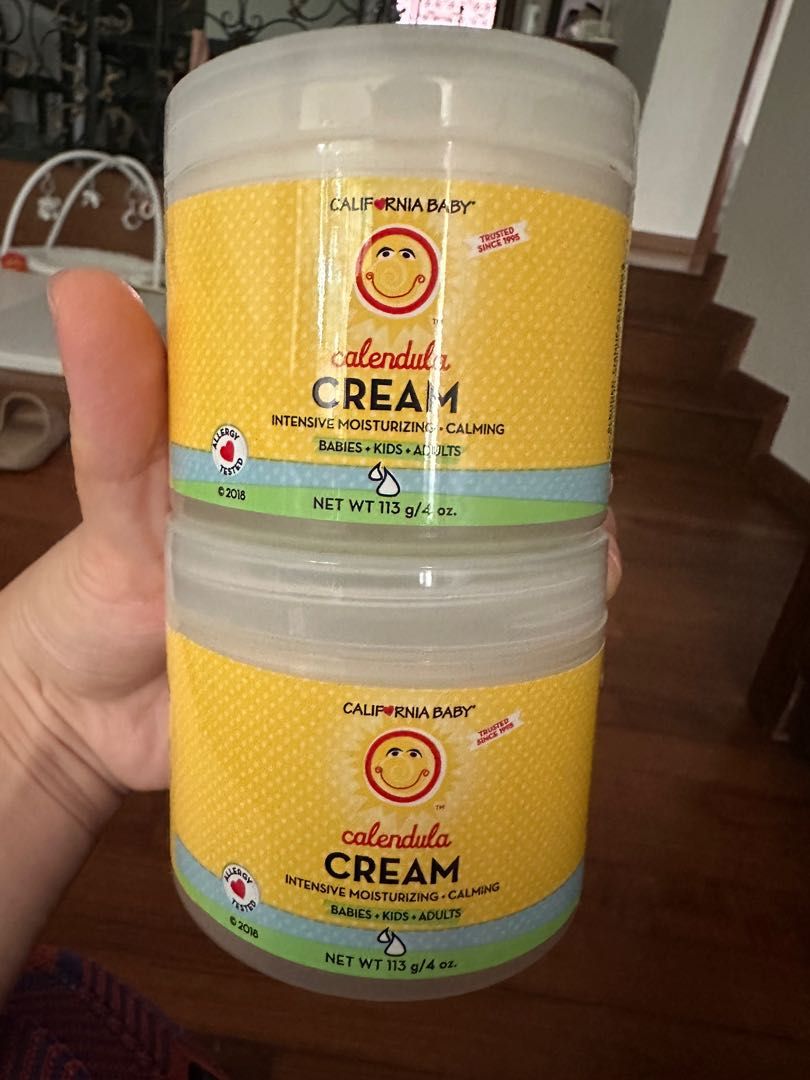 CALIFORNIA BABY
TRUSTED
SINCE 1995
TM
calendula
CREAM
INTENSIVE MOISTURIZING • CALMING
BABIES • KIDS • ADULTS
ALLERGY
TESTED
© 2018
NET WT 113 g/4 oz.
CALIFORNIA BABY
TRUSTED
SINCE 1995
TM
calendula
CREAM
INTENSIVE MOISTURIZING • CALMING
BABIES • KIDS • ADULTS
ALLERGY
TESTED
© 2018
NET WT 113 g/4 oz.